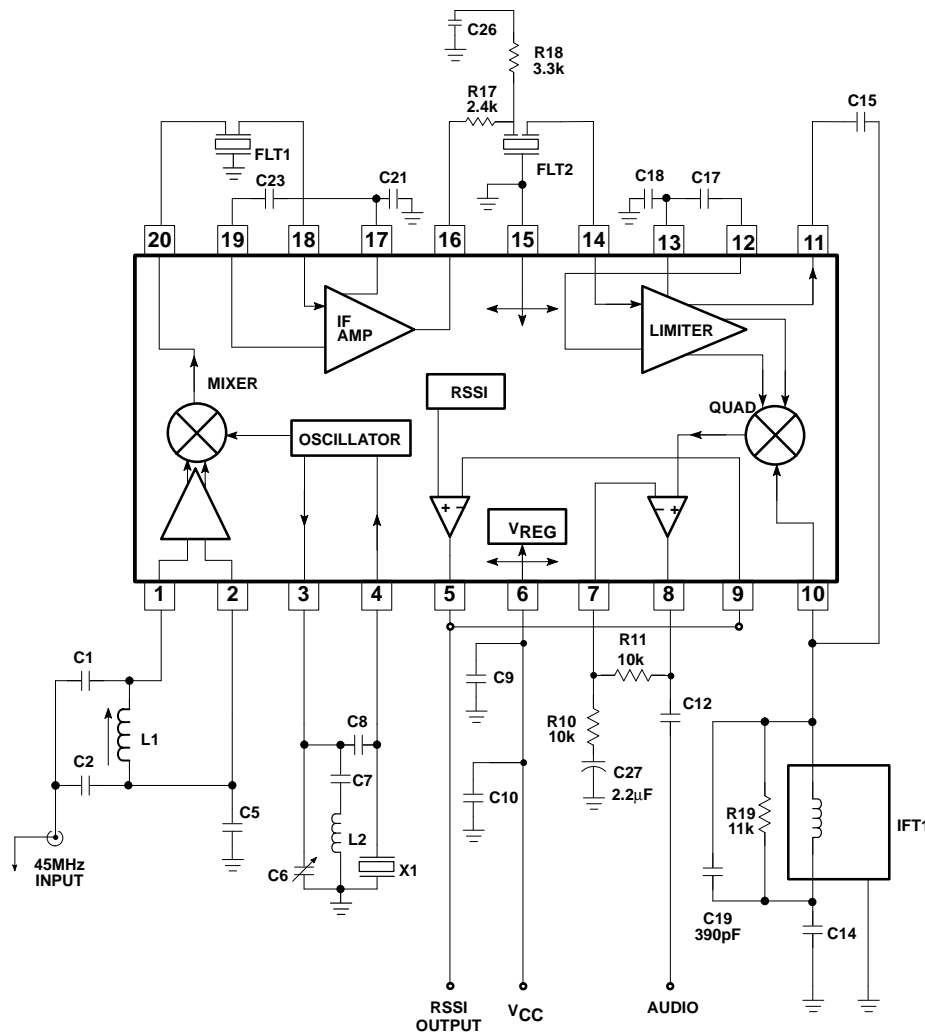 C26
R18
3.3k
R17
2.4k
C15
FLT1
FLT2
C23
C21
C18
C17
20
19
18
17
16
15
14
13
12
11
IF
AMP
LIMITER
MIXER
RSSI
QUAD
OSCILLATOR
+ −
VREG
− +
1
2
3
4
5
6
7
8
9
10
C1
L1
C2
C5
45MHz
INPUT
C8
C7
L2
C6
X1
C9
C10
R11
10k
R10
10k
C12
C27
2.2µF
R19
11k
IFT1
C19
390pF
C14
RSSI
OUTPUT
VCC
AUDIO